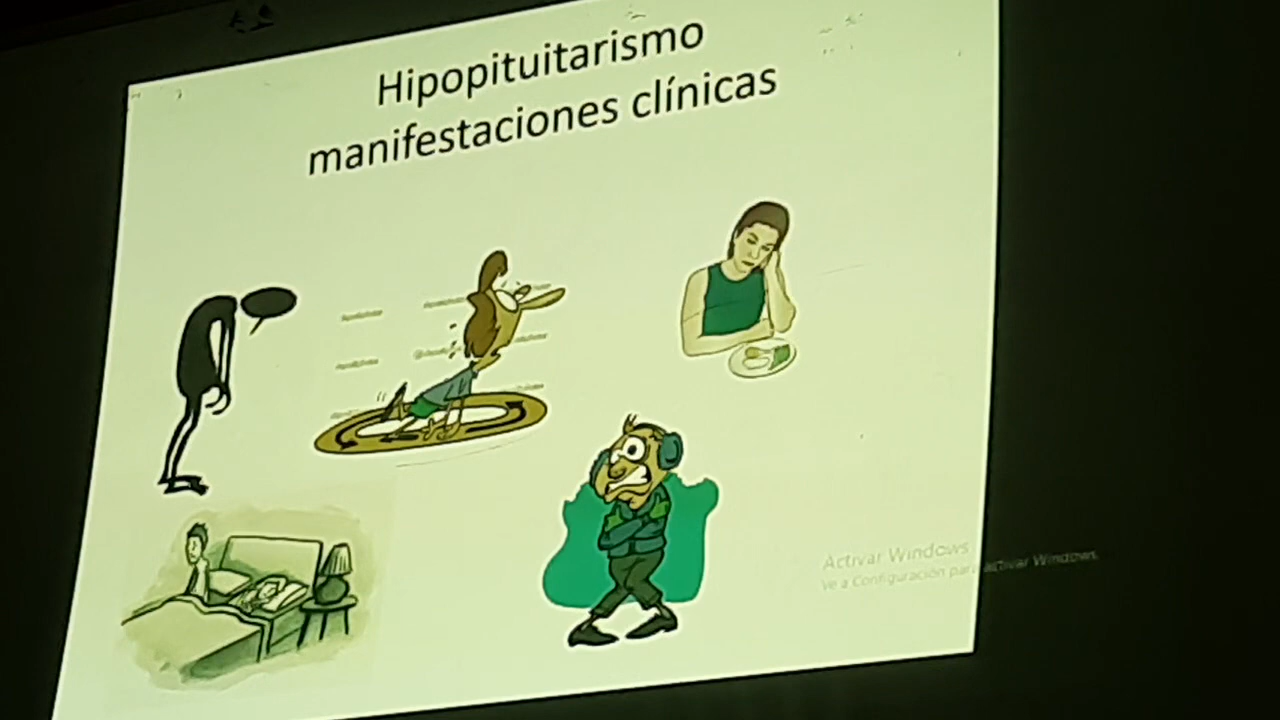 Hipopituitarismo
manifestaciones clínicas
Activar Windows
Ve a Configuración para activar Windows.